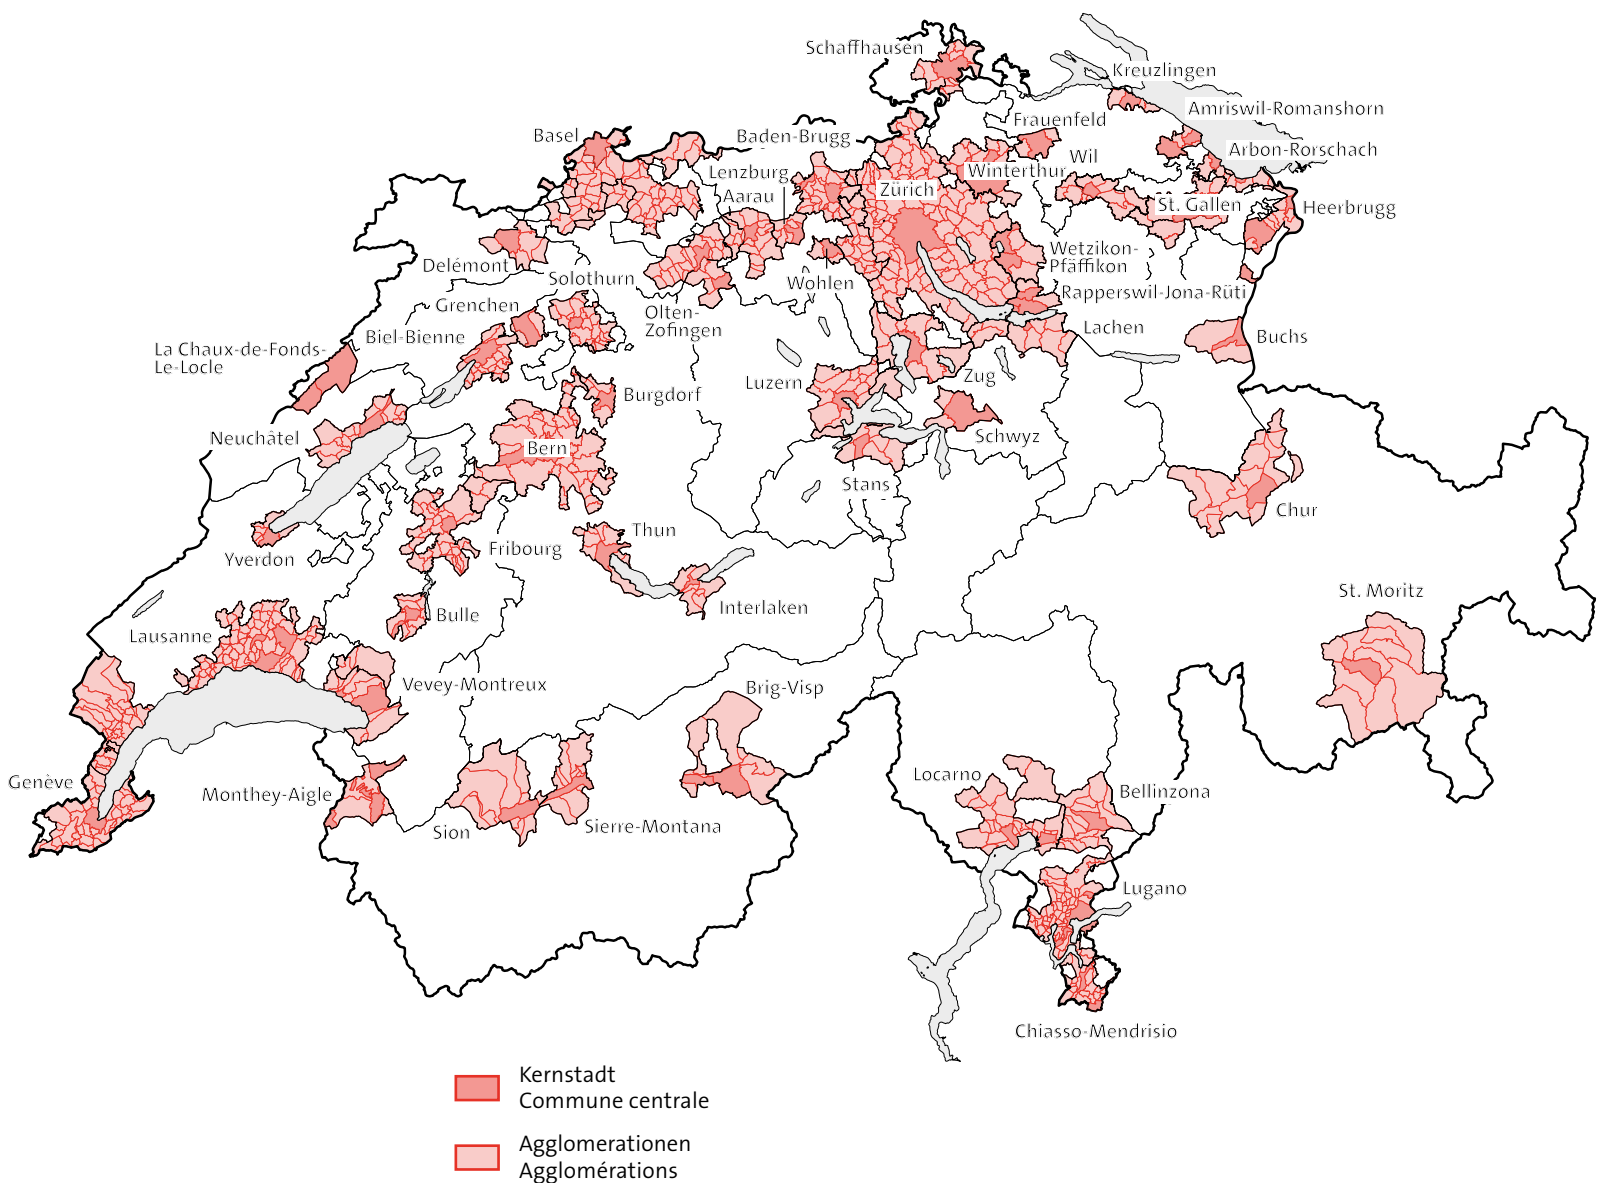 Schaffhausen
Kreuzlingen
Amriswil-Romanshorn
Frauenfeld
Basel
Baden-Brugg
Arbon-Rorschach
Wil
Lenzburg
Winterthur
Zürich
Aarau
St. Gallen
Heerbrugg
Wetzikon-
Pfäffikon
Delémont
Solothurn
Wohlen
Rapperswil-Jona-Rüti
Grenchen
Olten-
Zofingen
Lachen
Biel-Bienne
Buchs
La Chaux-de-Fonds-
Le-Locle
Luzern
Zug
Burgdorf
Neuchâtel
Schwyz
Bern
Stans
Chur
Thun
Fribourg
Yverdon
St. Moritz
Interlaken
Bulle
Lausanne
Vevey-Montreux
Brig-Visp
Locarno
Genève
Bellinzona
Monthey-Aigle
Sierre-Montana
Sion
Lugano
Chiasso-Mendrisio
Kernstadt
Commune centrale
Agglomerationen
Agglomérations